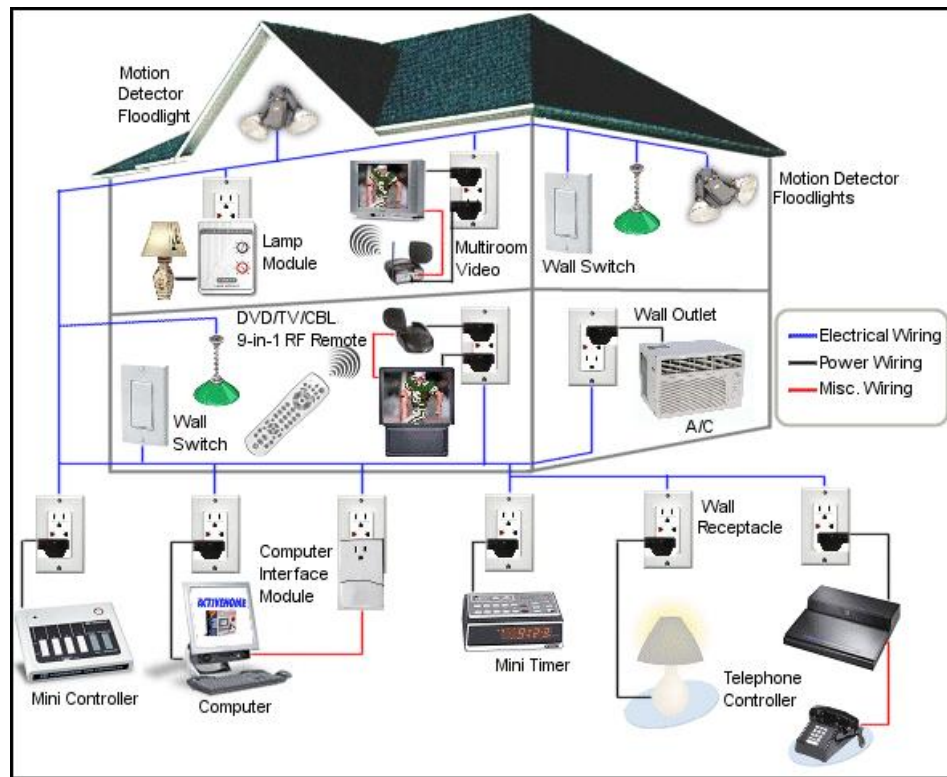 Motion
Detector
Floodlight
Motion Detector
Floodlights
Lamp
Module
Multiroom
Video
Wall Switch
DVD/TV/CBL
9-in-1 RF Remote
Wall Outlet
Electrical Wiring
Power Wiring
Misc. Wiring
Wall
Switch
A/C
Computer
Interface
Module
Wall
Receptacle
ACTIVEHOME
Mini Controller
Computer
Mini Timer
Telephone
Controller